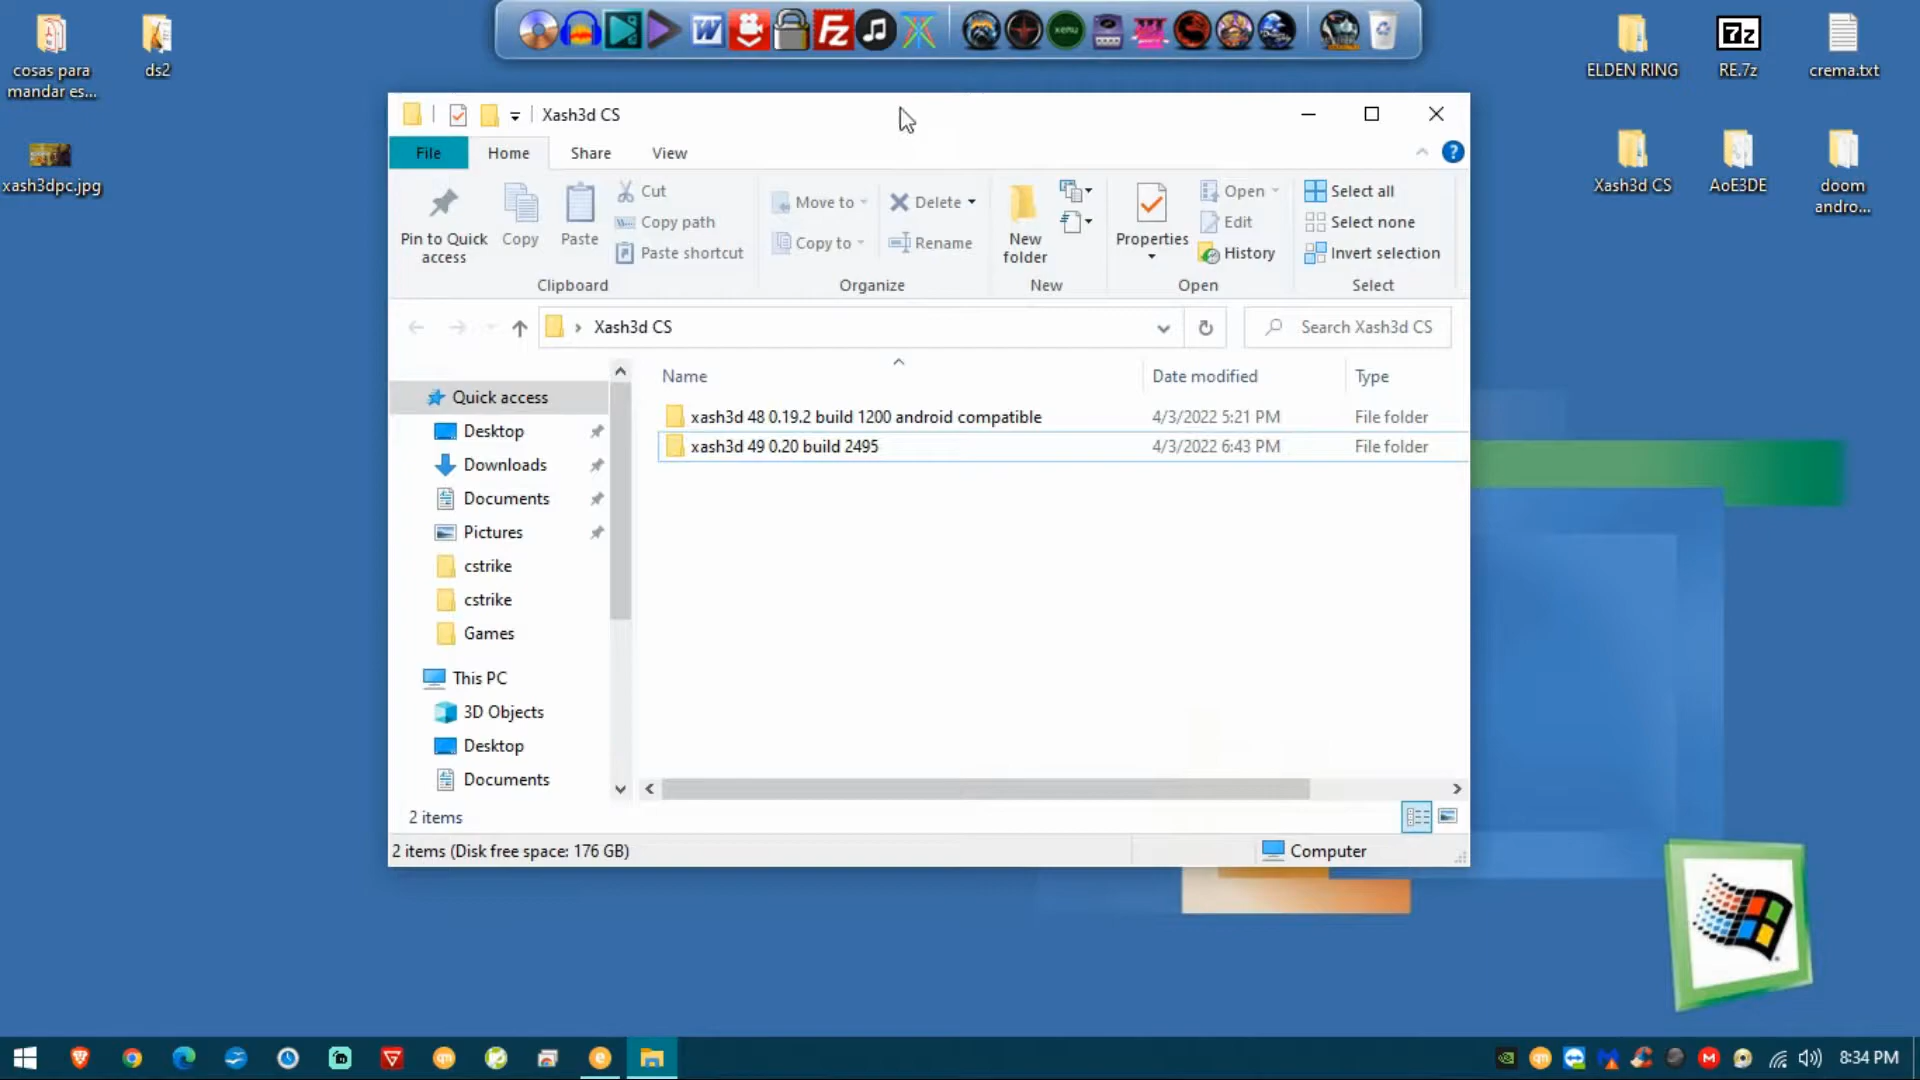 cosas para
mandar es...
ds2
xash3dpc.jpg
W
FZ
xemu
ELDEN RING
7z
RE.7z
crema.txt
Xash3d CS
AoE3DE
doom
andro...
Xash3d CS
File
Home
Share
View
?
Pin to Quick
access
Copy
Paste
Cut
Copy path
Paste shortcut
Clipboard
Move to
Copy to
Delete
Rename
Organize
New
folder
New
Properties
Open
Edit
History
Open
Select all
Select none
Invert selection
Select
Xash3d CS
Search Xash3d CS
Name
Date modified
Type
xash3d 48 0.19.2 build 1200 android compatible
4/3/2022 5:21 PM
File folder
xash3d 49 0.20 build 2495
4/3/2022 6:43 PM
File folder
Quick access
Desktop
Downloads
Documents
Pictures
cstrike
cstrike
Games
This PC
3D Objects
Desktop
Documents
2 items
2 items (Disk free space: 176 GB)
Computer
8:34 PM